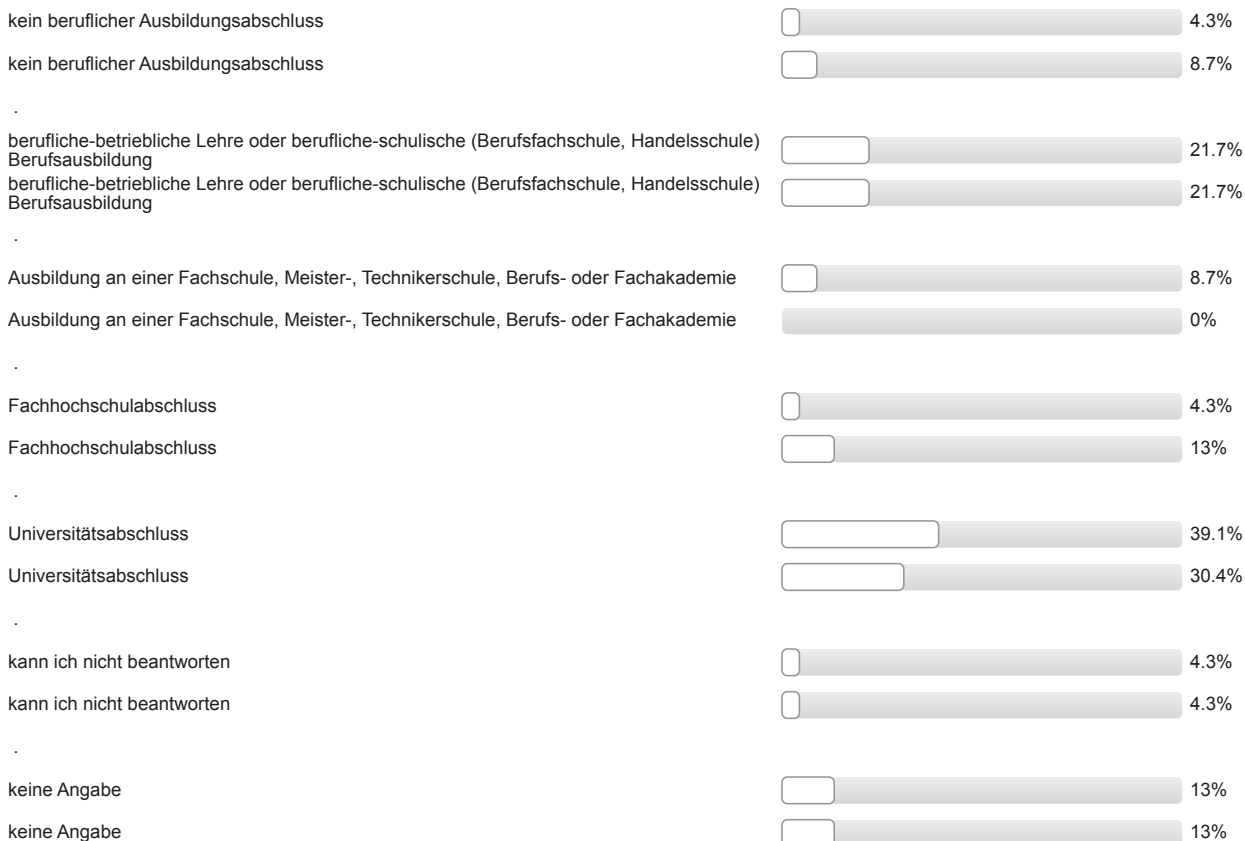 kein beruflicher Ausbildungsabschluss 4.3%
kein beruflicher Ausbildungsabschluss 8.7%
.
berufliche-betriebliche Lehre oder berufliche-schulische (Berufsfachschule, Handelsschule)
Berufsausbildung 21.7%
berufliche-betriebliche Lehre oder berufliche-schulische (Berufsfachschule, Handelsschule)
Berufsausbildung 21.7%
.
Ausbildung an einer Fachschule, Meister-, Technikerschule, Berufs- oder Fachakademie 8.7%
Ausbildung an einer Fachschule, Meister-, Technikerschule, Berufs- oder Fachakademie 0%
.
Fachhochschulabschluss 4.3%
Fachhochschulabschluss 13%
.
Universitätsabschluss 39.1%
Universitätsabschluss 30.4%
.
kann ich nicht beantworten 4.3%
kann ich nicht beantworten 4.3%
.
keine Angabe 13%
keine Angabe 13%